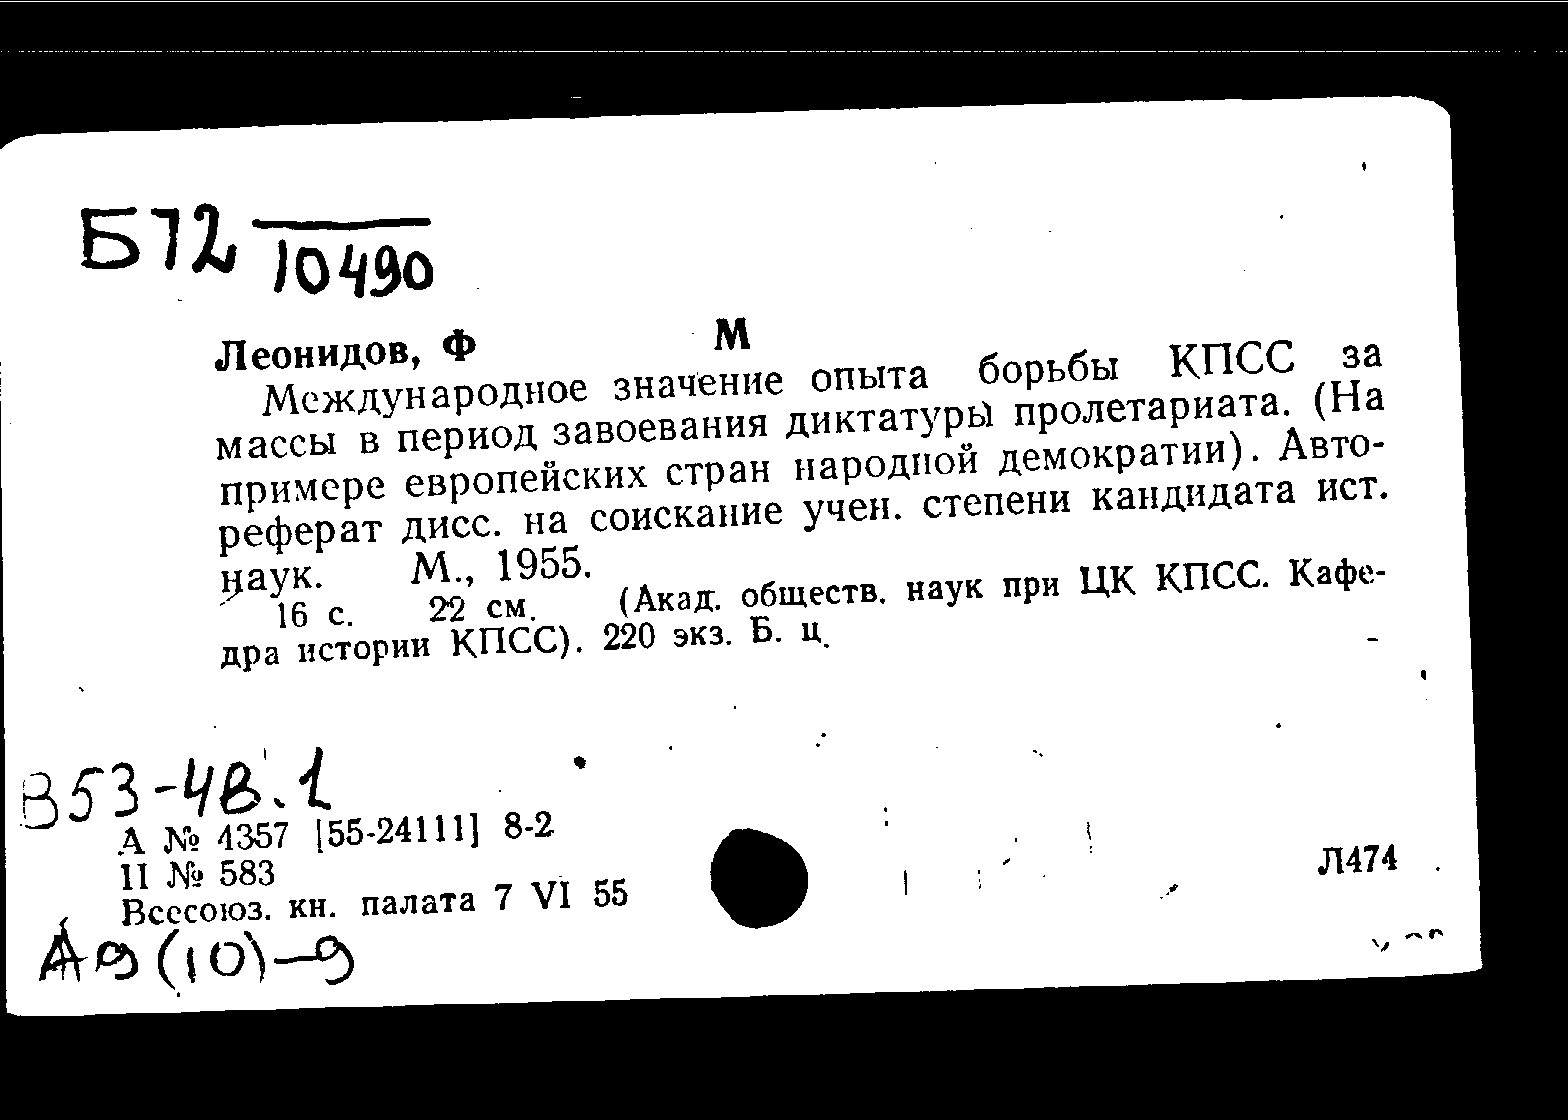 Б72 10490
Леонидов, Ф М
Международное значение опыта борьбы КПСС за
массы в период завоевания диктатуры пролетариата. (На
примере европейских стран народной демократии). Авто-
реферат дисс. на соискание учен. степени кандидата ист.
наук. М., 1955.
16 с. 22 см. (Акад. обществ. наук при ЦК КПСС. Кафе-
дра истории КПСС). 220 экз. Б. ц.
В53-4В.1
А № 4357 [55-24111] 8-2
П № 583
Всесоюз. кн. палата 7 VI 55
Л474
А9(10)-9